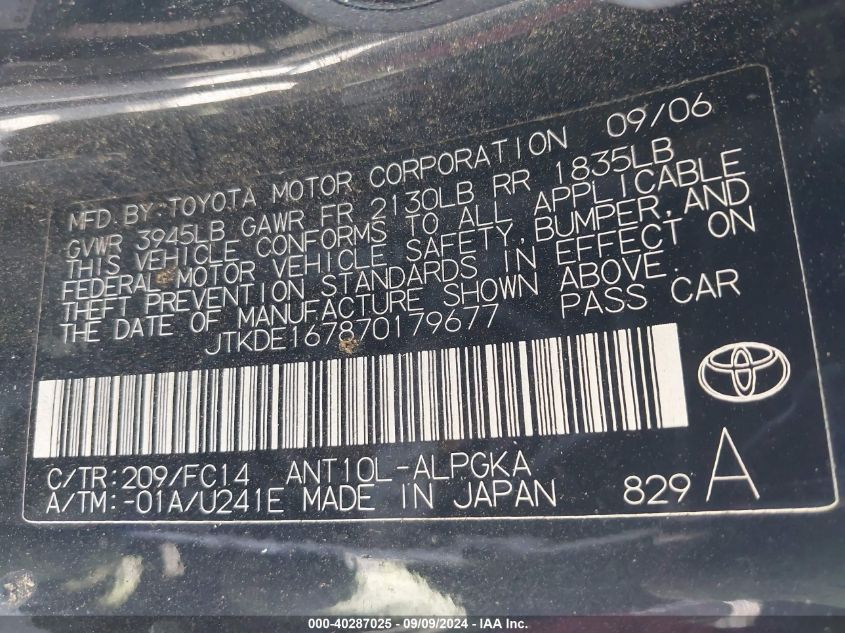 MFD. BY: TOYOTA MOTOR CORPORATION 09/06
GVWR 3945LB GAWR FR 2130LB RR 1835LB
THIS VEHICLE CONFORMS TO ALL APPLICABLE
FEDERAL MOTOR VEHICLE SAFETY, BUMPER, AND
THEFT PREVENTION STANDARDS IN EFFECT ON
THE DATE OF MANUFACTURE SHOWN ABOVE.
JTKDE167870179677 PASS CAR
C/TR: 209/FC14 ANT10L-ALPGKA
A/TM: -01A/U241E MADE IN JAPAN 829 A
000-40287025 - 09/09/2024 - IAAI.com